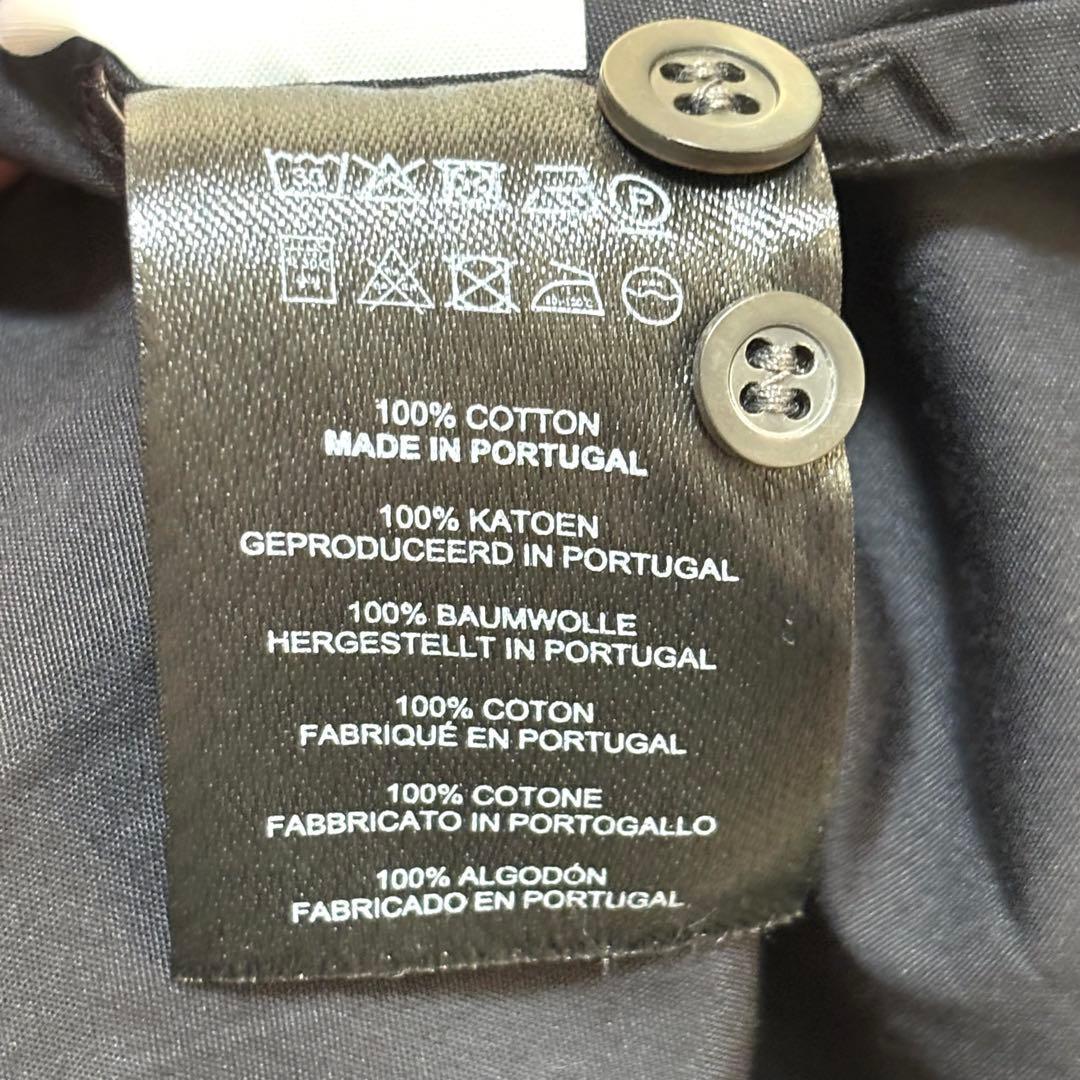 30
P
100% COTTON
MADE IN PORTUGAL
100% KATOEN
GEPRODUCEERD IN PORTUGAL
100% BAUMWOLLE
HERGESTELLT IN PORTUGAL
100% COTON
FABRIQUÉ EN PORTUGAL
100% COTONE
FABBRICATO IN PORTOGALLO
100% ALGODÓN
FABRICADO EN PORTUGAL